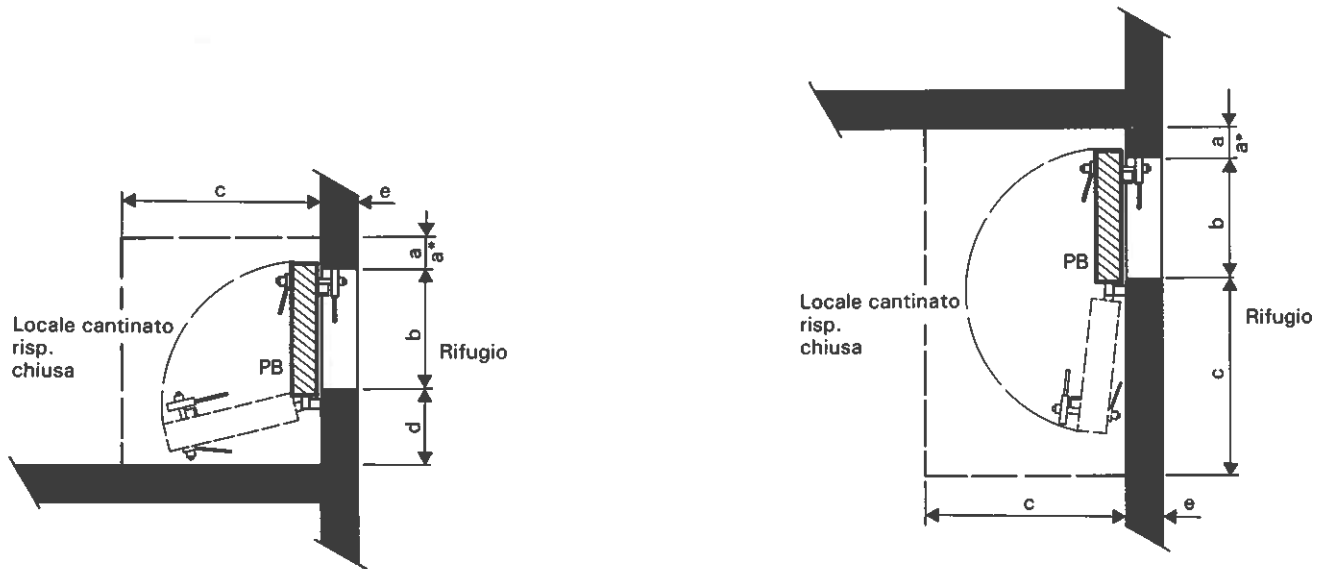 c
e
a
a*
b
PB
d
Locale cantinato
risp.
chiusa
Rifugio
a
a*
b
PB
c
Locale cantinato
risp.
chiusa
Rifugio
c
e